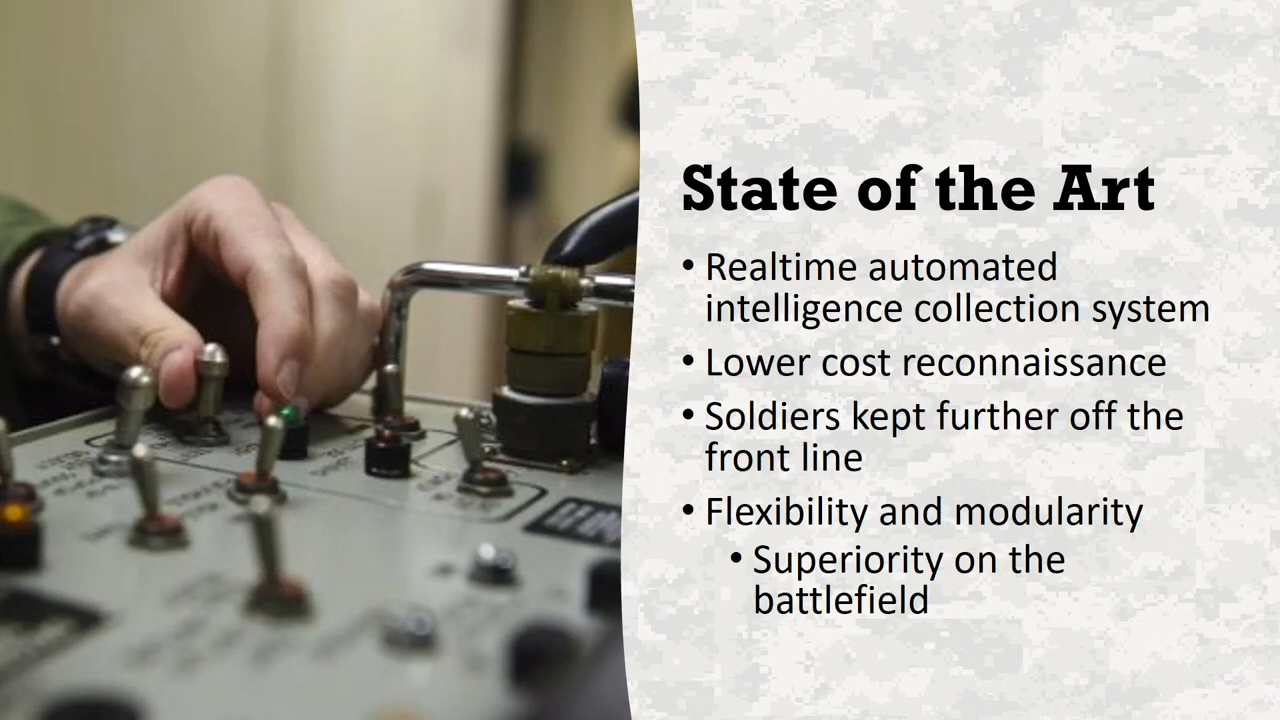 State of the Art
• Realtime automated
intelligence collection system
• Lower cost reconnaissance
• Soldiers kept further off the
front line
• Flexibility and modularity
• Superiority on the
battlefield